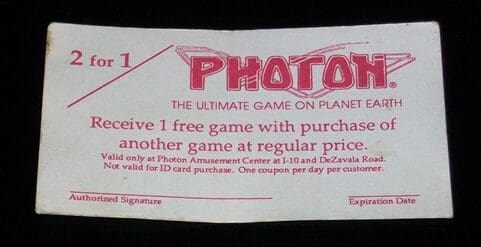 2 for 1
PHOTON®
THE ULTIMATE GAME ON PLANET EARTH
Receive 1 free game with purchase of
another game at regular price.
Valid only at Photon Amusement Center at I-10 and DeZavala Road.
Not valid for ID card purchase. One coupon per day per customer.
Authorized Signature
Expiration Date